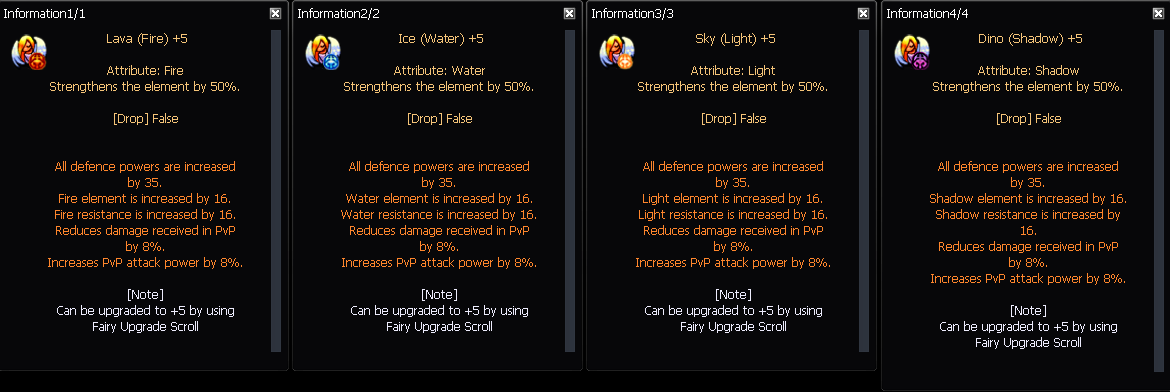 Information1/1
Lava (Fire) +5
Attribute: Fire
Strengthens the element by 50%.
[Drop] False
All defence powers are increased
by 35.
Fire element is increased by 16.
Fire resistance is increased by 16.
Reduces damage received in PvP
by 8%.
Increases PvP attack power by 8%.
[Note]
Can be upgraded to +5 by using
Fairy Upgrade Scroll
Information2/2
Ice (Water) +5
Attribute: Water
Strengthens the element by 50%.
[Drop] False
All defence powers are increased
by 35.
Water element is increased by 16.
Water resistance is increased by 16.
Reduces damage received in PvP
by 8%.
Increases PvP attack power by 8%.
[Note]
Can be upgraded to +5 by using
Fairy Upgrade Scroll
Information3/3
Sky (Light) +5
Attribute: Light
Strengthens the element by 50%.
[Drop] False
All defence powers are increased
by 35.
Light element is increased by 16.
Light resistance is increased by 16.
Reduces damage received in PvP
by 8%.
Increases PvP attack power by 8%.
[Note]
Can be upgraded to +5 by using
Fairy Upgrade Scroll
Information4/4
Dino (Shadow) +5
Attribute: Shadow
Strengthens the element by 50%.
[Drop] False
All defence powers are increased
by 35.
Shadow element is increased by 16.
Shadow resistance is increased by
16.
Reduces damage received in PvP
by 8%.
Increases PvP attack power by 8%.
[Note]
Can be upgraded to +5 by using
Fairy Upgrade Scroll